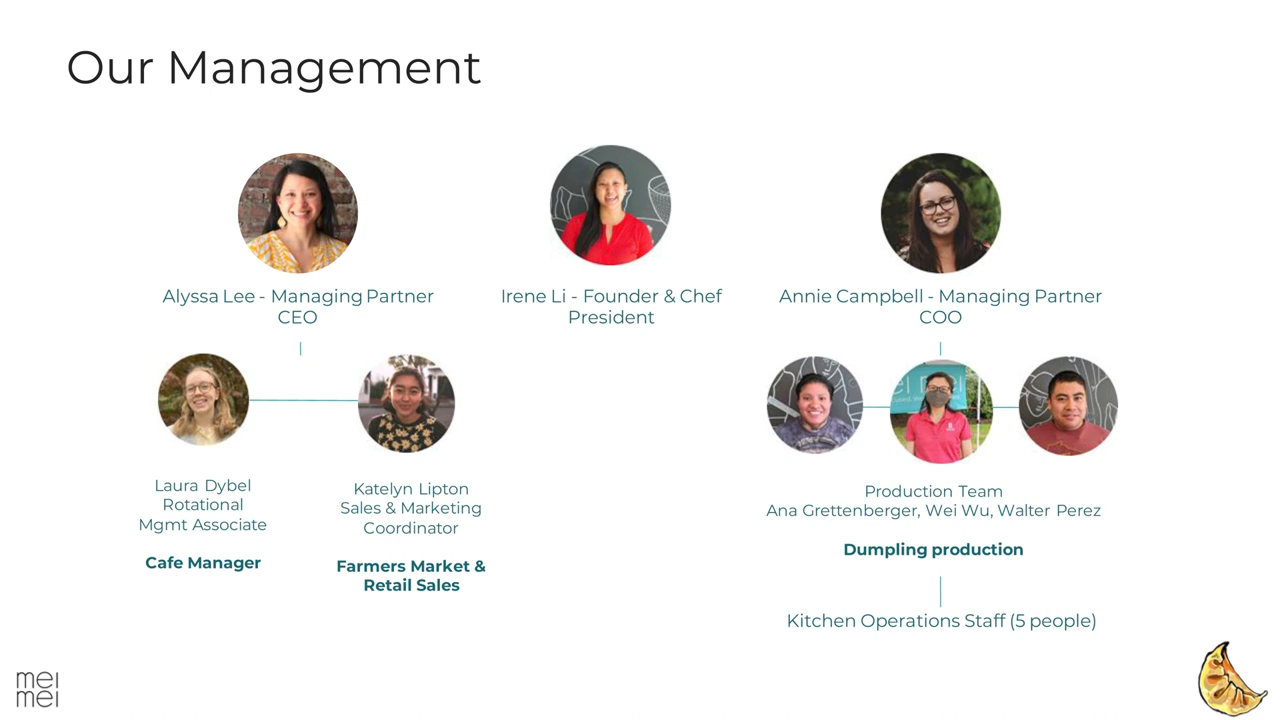 Our Management
Alyssa Lee - Managing Partner
CEO
Irene Li - Founder & Chef
President
Annie Campbell - Managing Partner
COO
Laura Dybel
Rotational
Mgmt Associate
Cafe Manager
Katelyn Lipton
Sales & Marketing
Coordinator
Farmers Market &
Retail Sales
ei mei
Production Team
Ana Grettenberger, Wei Wu, Walter Perez
Dumpling production
Kitchen Operations Staff (5 people)
mei
mei